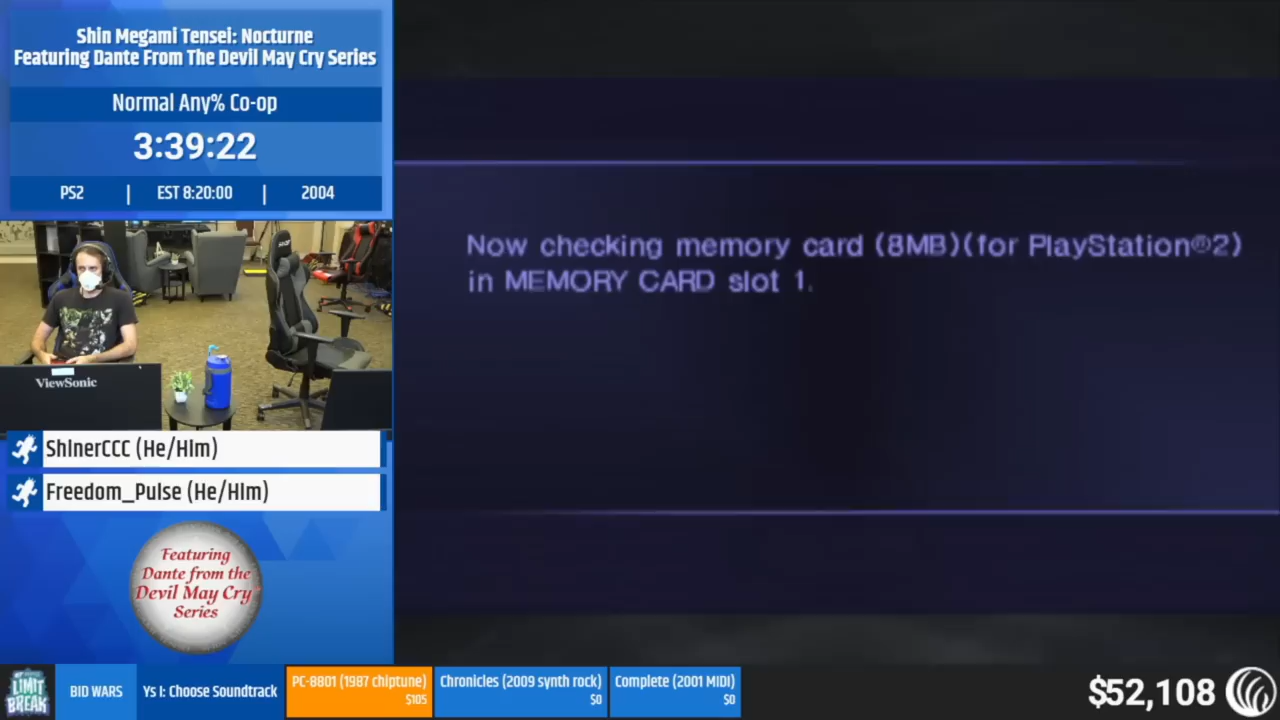 Shin Megami Tensei: Nocturne
Featuring Dante From The Devil May Cry Series
Normal Any% Co-op
3:39:22
PS2 | EST 8:20:00 | 2004
Now checking memory card (8MB)(for PlayStation®2)
in MEMORY CARD slot 1.
ViewSonic
ShinerCCC (He/Him)
Freedom_Pulse (He/Him)
Featuring
Dante from the
Devil May Cry
Series
LIMIT
BREAK
BID WARS
Ys I: Choose Soundtrack
PC-8801 (1987 chiptune)
$105
Chronicles (2009 synth rock)
$0
Complete (2001 MIDI)
$0
$52,108